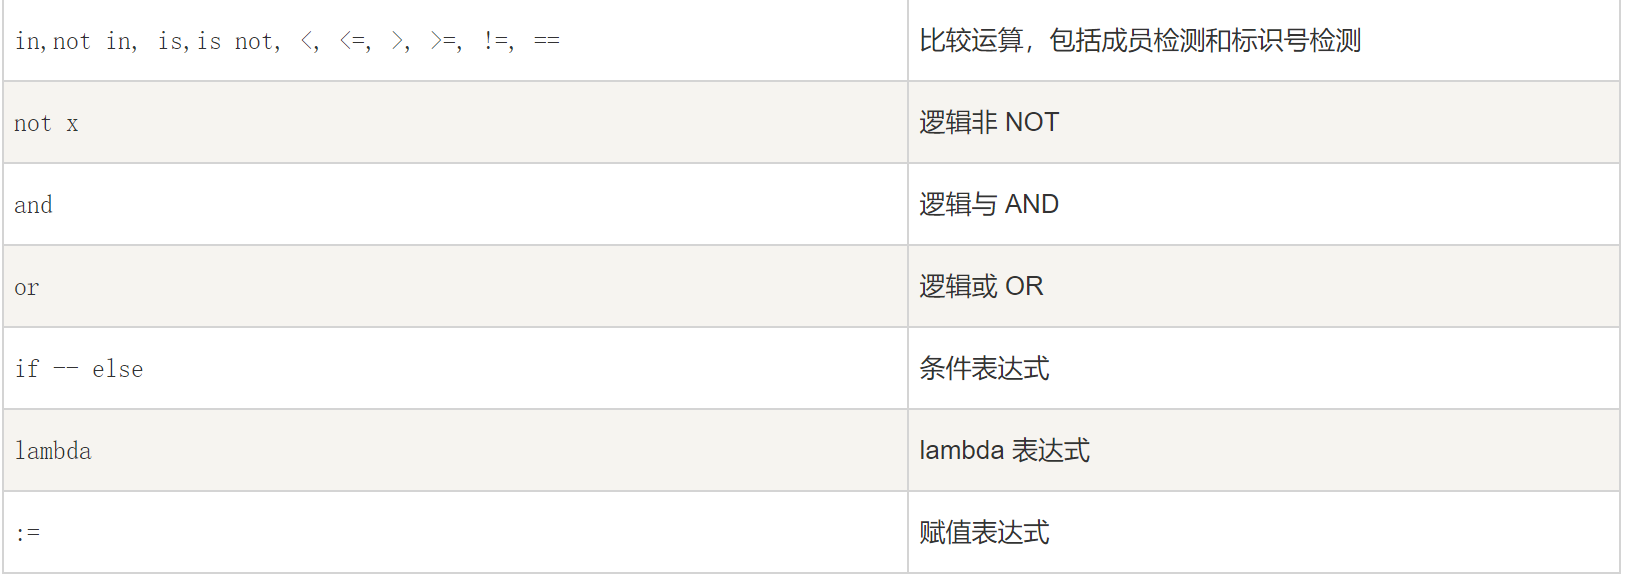 in,not in, is,is not, <, <=, >, >=, !=, == 比较运算，包括成员检测和标识号检测
not x 逻辑非 NOT
and 逻辑与 AND
or 逻辑或 OR
if -- else 条件表达式
lambda lambda 表达式
:= 赋值表达式